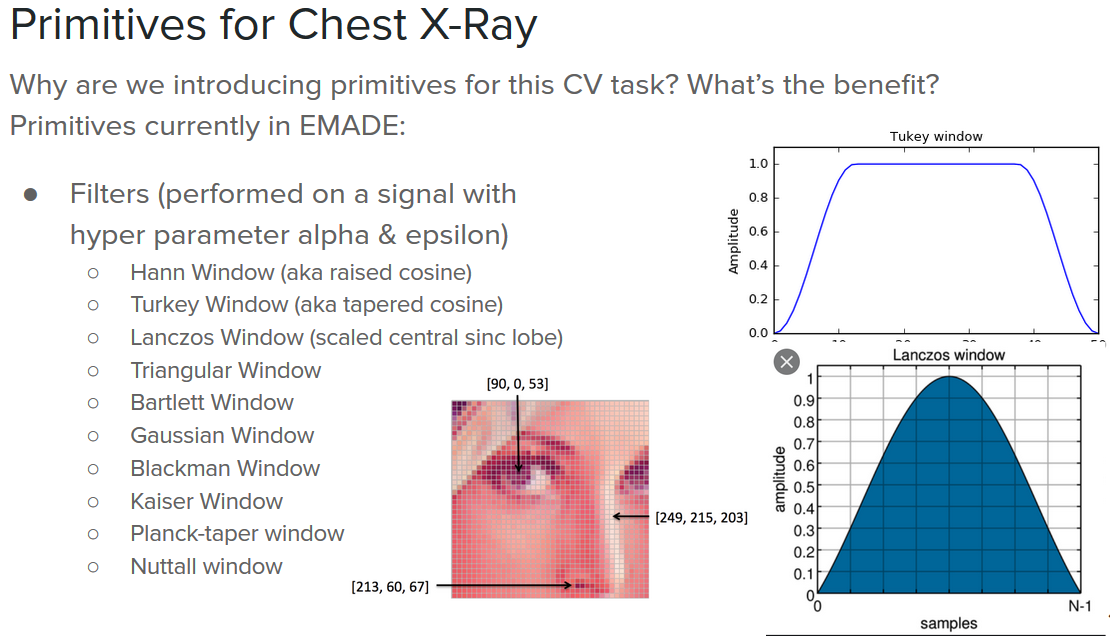 Primitives for Chest X-Ray
Why are we introducing primitives for this CV task? What's the benefit?
Primitives currently in EMADE:
● Filters (performed on a signal with
hyper parameter alpha & epsilon)
○ Hann Window (aka raised cosine)
○ Turkey Window (aka tapered cosine)
○ Lanczos Window (scaled central sinc lobe)
○ Triangular Window
○ Bartlett Window
○ Gaussian Window
○ Blackman Window
○ Kaiser Window
○ Planck-taper window
○ Nuttall window
[90, 0, 53]
[249, 215, 203]
[213, 60, 67]
Tukey window
Amplitude
1.0
0.8
0.6
0.4
0.2
0.0
Lanczos window
amplitude
1
0.9
0.8
0.7
0.6
0.5
0.4
0.3
0.2
0.1
0
0 N-1
samples